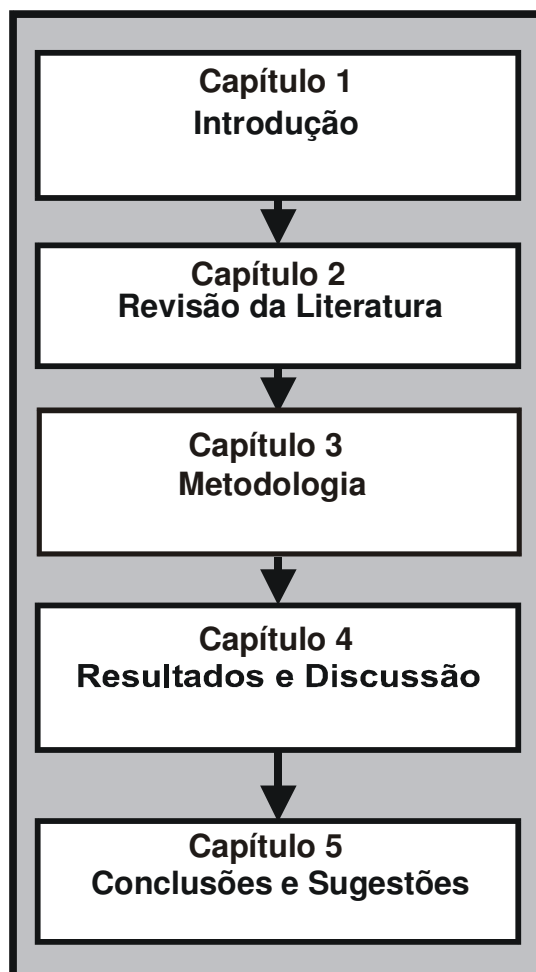 Capítulo 1
Introdução
Capítulo 2
Revisão da Literatura
Capítulo 3
Metodologia
Capítulo 4
Resultados e Discussão
Capítulo 5
Conclusões e Sugestões